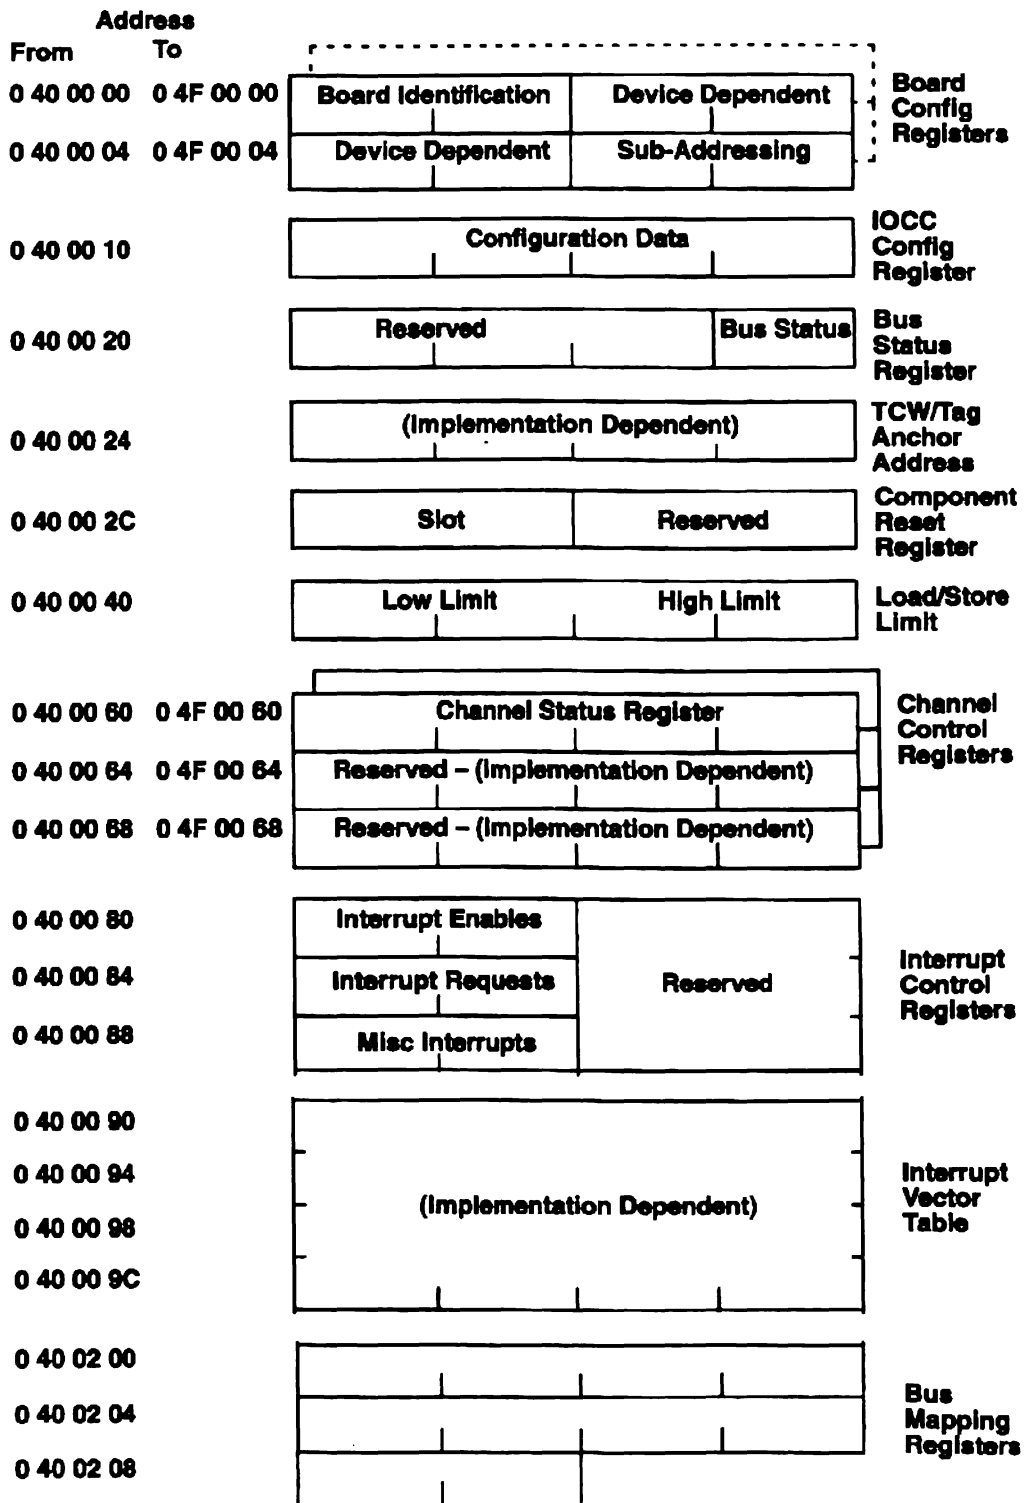 Address
From To
0 40 00 00 0 4F 00 00 Board Identification Device Dependent Board
Config
Registers
0 40 00 04 0 4F 00 04 Device Dependent Sub-Addressing
0 40 00 10 Configuration Data IOCC
Config
Register
0 40 00 20 Reserved Bus Status Bus
Status
Register
0 40 00 24 (Implementation Dependent) TCW/Tag
Anchor
Address
0 40 00 2C Slot Reserved Component
Reset
Register
0 40 00 40 Low Limit High Limit Load/Store
Limit
0 40 00 60 0 4F 00 60 Channel Status Register Channel
Control
Registers
0 40 00 64 0 4F 00 64 Reserved – (Implementation Dependent)
0 40 00 68 0 4F 00 68 Reserved – (Implementation Dependent)
0 40 00 80 Interrupt Enables
0 40 00 84 Interrupt Requests Reserved Interrupt
Control
Registers
0 40 00 88 Misc Interrupts
0 40 00 90
0 40 00 94
(Implementation Dependent) Interrupt
Vector
Table
0 40 00 98
0 40 00 9C
0 40 02 00
0 40 02 04 Bus
Mapping
Registers
0 40 02 08